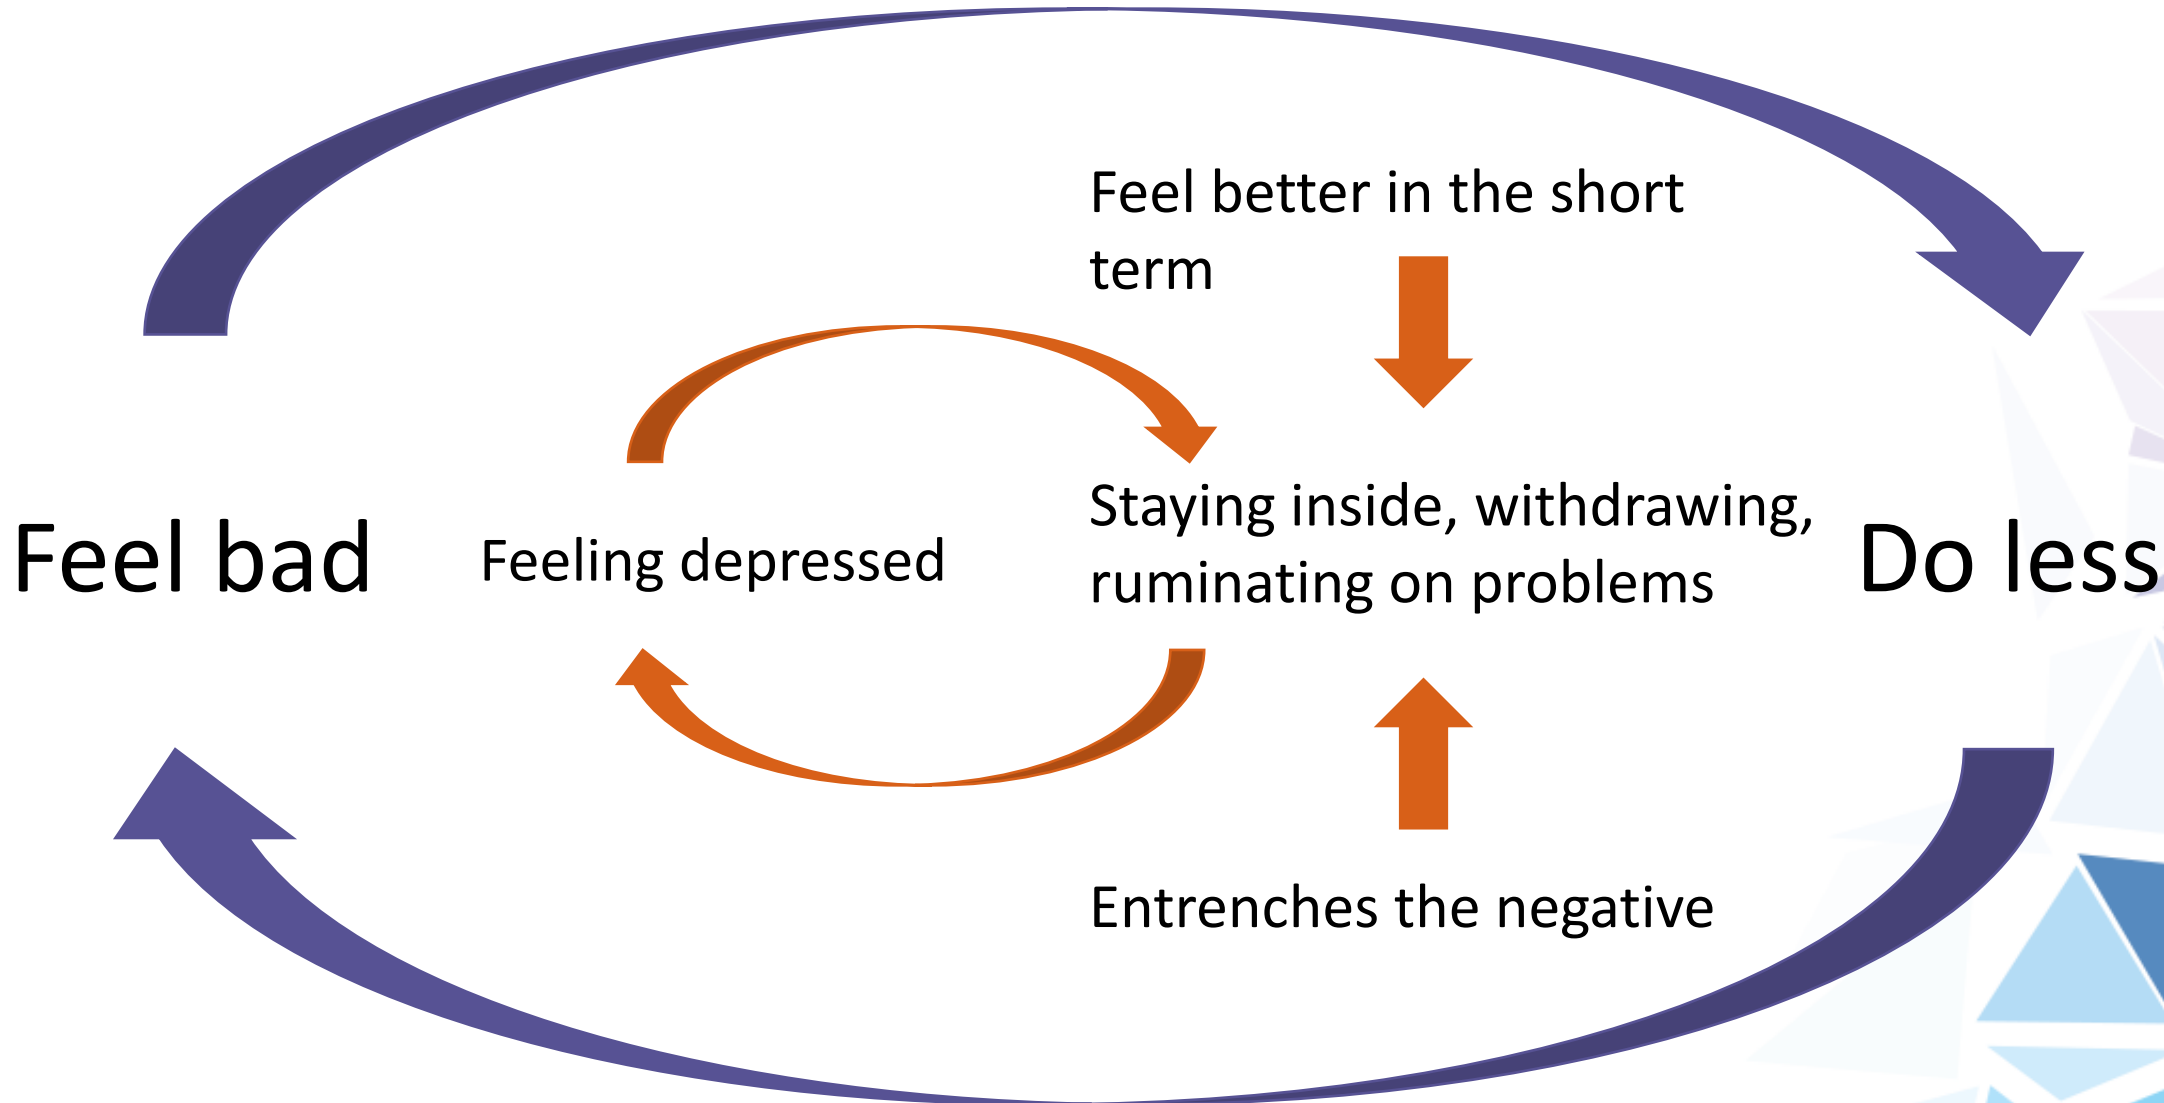 Feel better in the short
term
Feel bad
Feeling depressed
Staying inside, withdrawing,
ruminating on problems
Do less
Entrenches the negative